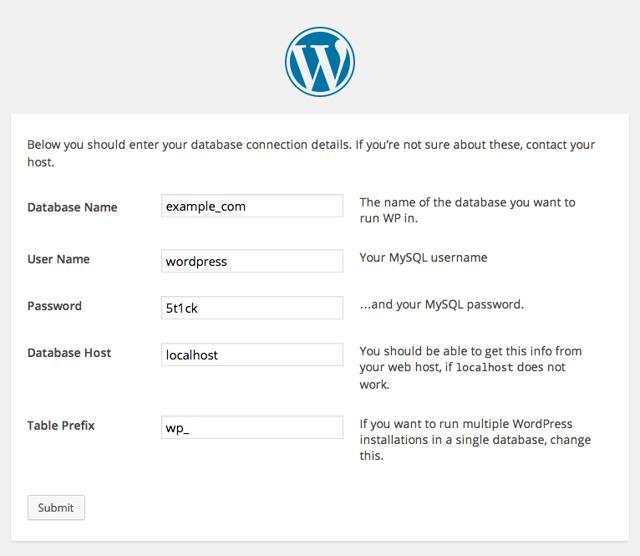 W
Below you should enter your database connection details. If you're not sure about these, contact your
host.
Database Name
example_com
The name of the database you want to
run WP in.
User Name
wordpress
Your MySQL username
Password
5t1ck
…and your MySQL password.
Database Host
localhost
You should be able to get this info from
your web host, if localhost does not
work.
Table Prefix
wp_
If you want to run multiple WordPress
installations in a single database, change
this.
Submit